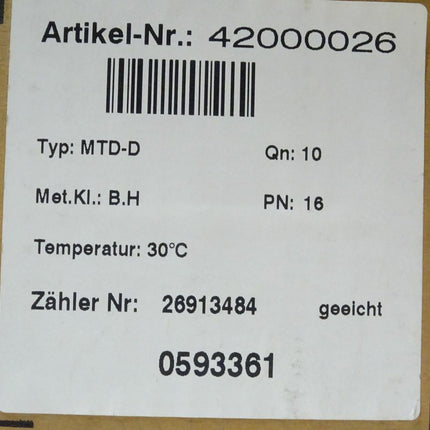 Artikel-Nr.: 42000026
Typ: MTD-D Qn: 10
Met.Kl.: B.H PN: 16
Temperatur: 30°C
Zähler Nr: 26913484 geeicht
0593361